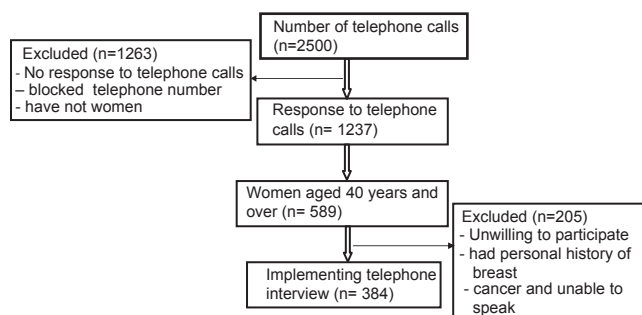 Number of telephone calls
(n=2500)
Excluded (n=1263)
- No response to telephone calls
– blocked  telephone number
- have not women
Response to telephone
calls (n= 1237)
Women aged 40 years and
over (n= 589)
Excluded (n=205)
- Unwilling to participate
- had personal history of
breast
- cancer and unable to
speak
Implementing telephone
interview (n= 384)